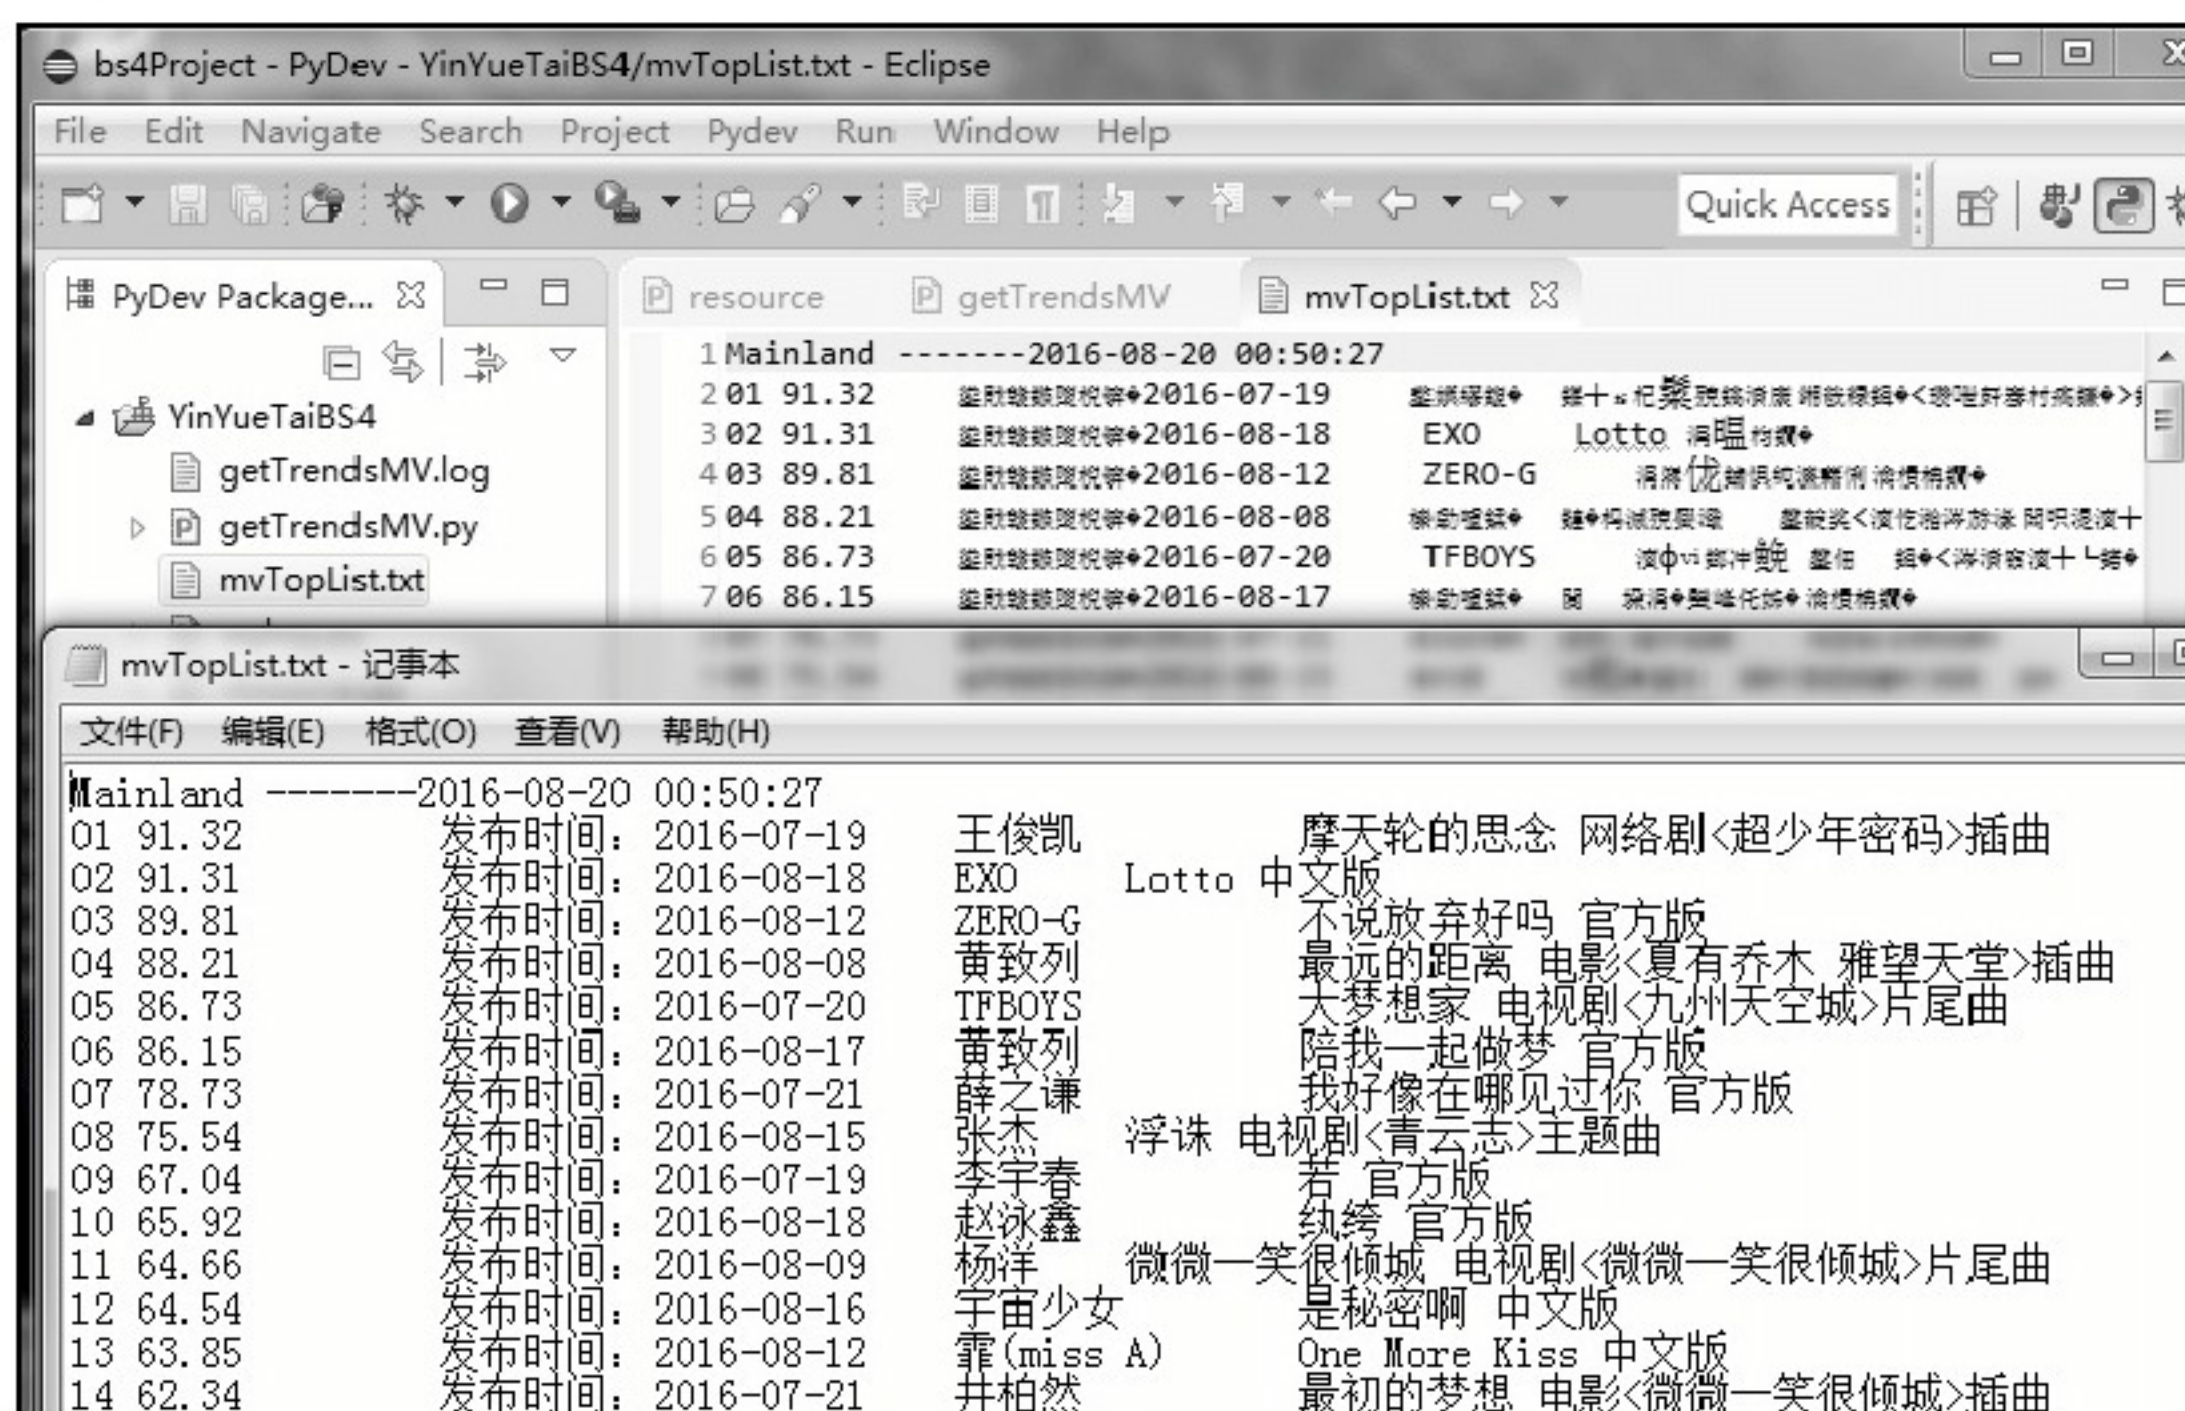 bs4Project - PyDev - YinYueTaiBS4/mvTopList.txt - Eclipse
File Edit Navigate Search Project Pydev Run Window Help
Quick Access
PyDev Package...
resource getTrendsMV mvTopList.txt
YinYueTaiBS4
getTrendsMV.log
getTrendsMV.py
mvTopList.txt
1 Mainland -------2016-08-20 00:50:27
2 01 91.32 2016-07-19
3 02 91.31 2016-08-18 EXO Lotto
4 03 89.81 2016-08-12 ZERO-G
5 04 88.21 2016-08-08
6 05 86.73 2016-07-20 TFBOYS
7 06 86.15 2016-08-17
mvTopList.txt - 记事本
文件(F) 编辑(E) 格式(O) 查看(V) 帮助(H)
Mainland -------2016-08-20 00:50:27
01 91.32 发布时间：2016-07-19 王俊凯 摩天轮的思念 网络剧<超少年密码>插曲
02 91.31 发布时间：2016-08-18 EXO Lotto 中文版
03 89.81 发布时间：2016-08-12 ZERO-G 不说放弃好吗 官方版
04 88.21 发布时间：2016-08-08 黄致列 最远的距离 电影<夏有乔木 雅望天堂>插曲
05 86.73 发布时间：2016-07-20 TFBOYS 大梦想家 电视剧<九州天空城>片尾曲
06 86.15 发布时间：2016-08-17 黄致列 陪我一起做梦 官方版
07 78.73 发布时间：2016-07-21 薛之谦 我好像在哪见过你 官方版
08 75.54 发布时间：2016-08-15 张杰 浮诛 电视剧<青云志>主题曲
09 67.04 发布时间：2016-07-19 李宇春 若 官方版
10 65.92 发布时间：2016-08-18 赵泳鑫 纨绔 官方版
11 64.66 发布时间：2016-08-09 杨洋 微微一笑很倾城 电视剧<微微一笑很倾城>片尾曲
12 64.54 发布时间：2016-08-16 宇宙少女 是秘密啊 中文版
13 63.85 发布时间：2016-08-12 霏(miss A) One More Kiss 中文版
14 62.34 发布时间：2016-07-21 井柏然 最初的梦想 电影<微微一笑很倾城>插曲